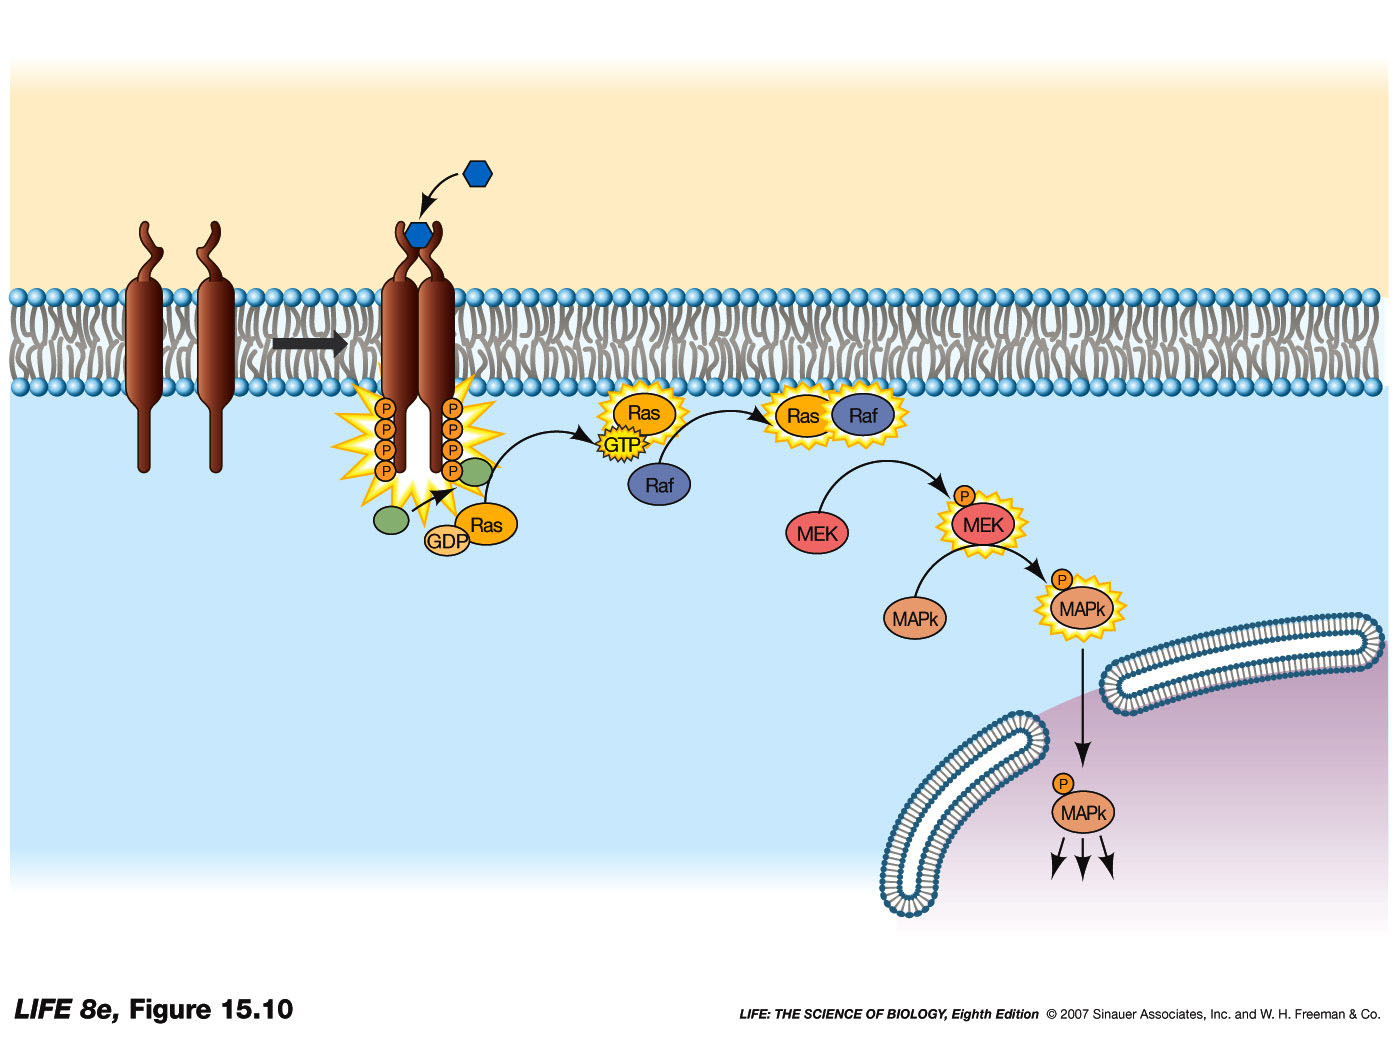 P
P
P
P
P
P
P
P
GDP
Ras
Ras
GTP
Raf
Ras
Raf
MEK
P
MEK
MAPk
P
MAPk
P
MAPk
LIFE 8e, Figure 15.10
LIFE: THE SCIENCE OF BIOLOGY, Eighth Edition © 2007 Sinauer Associates, Inc. and W. H. Freeman & Co.